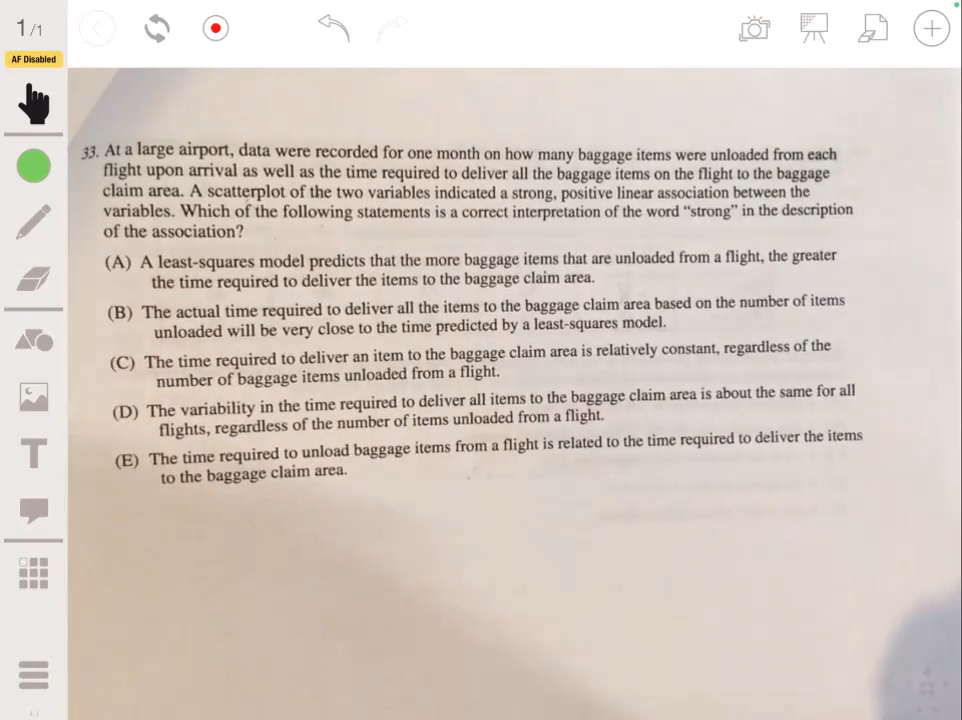 1/1
AF Disabled
T
33. At a large airport, data were recorded for one month on how many baggage items were unloaded from each
flight upon arrival as well as the time required to deliver all the baggage items on the flight to the baggage
claim area. A scatterplot of the two variables indicated a strong, positive linear association between the
variables. Which of the following statements is a correct interpretation of the word “strong” in the description
of the association?
(A) A least-squares model predicts that the more baggage items that are unloaded from a flight, the greater
the time required to deliver the items to the baggage claim area.
(B) The actual time required to deliver all the items to the baggage claim area based on the number of items
unloaded will be very close to the time predicted by a least-squares model.
(C) The time required to deliver an item to the baggage claim area is relatively constant, regardless of the
number of baggage items unloaded from a flight.
(D) The variability in the time required to deliver all items to the baggage claim area is about the same for all
flights, regardless of the number of items unloaded from a flight.
(E) The time required to unload baggage items from a flight is related to the time required to deliver the items
to the baggage claim area.